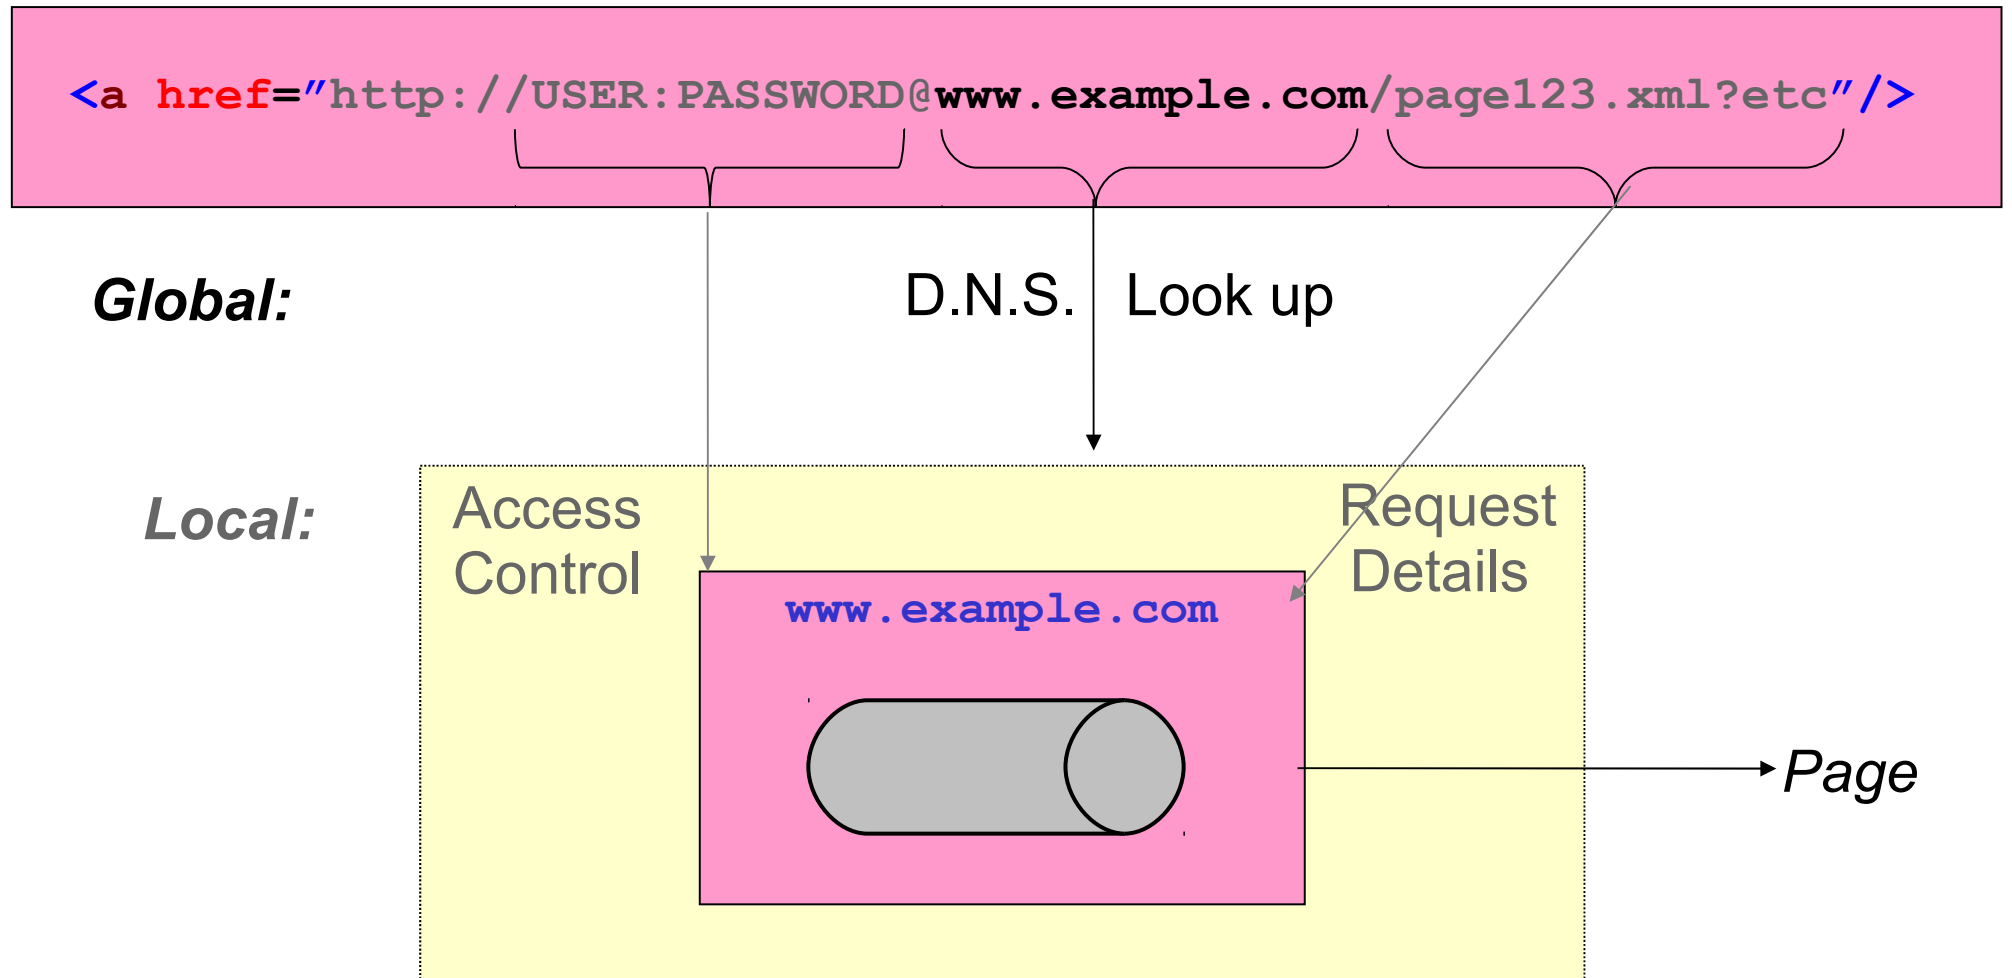 <a href="http://USER:PASSWORD@www.example.com/page123.xml?etc"/>
Global:
D.N.S. Look up
Local:
Access
Control
Request
Details
www.example.com
Page